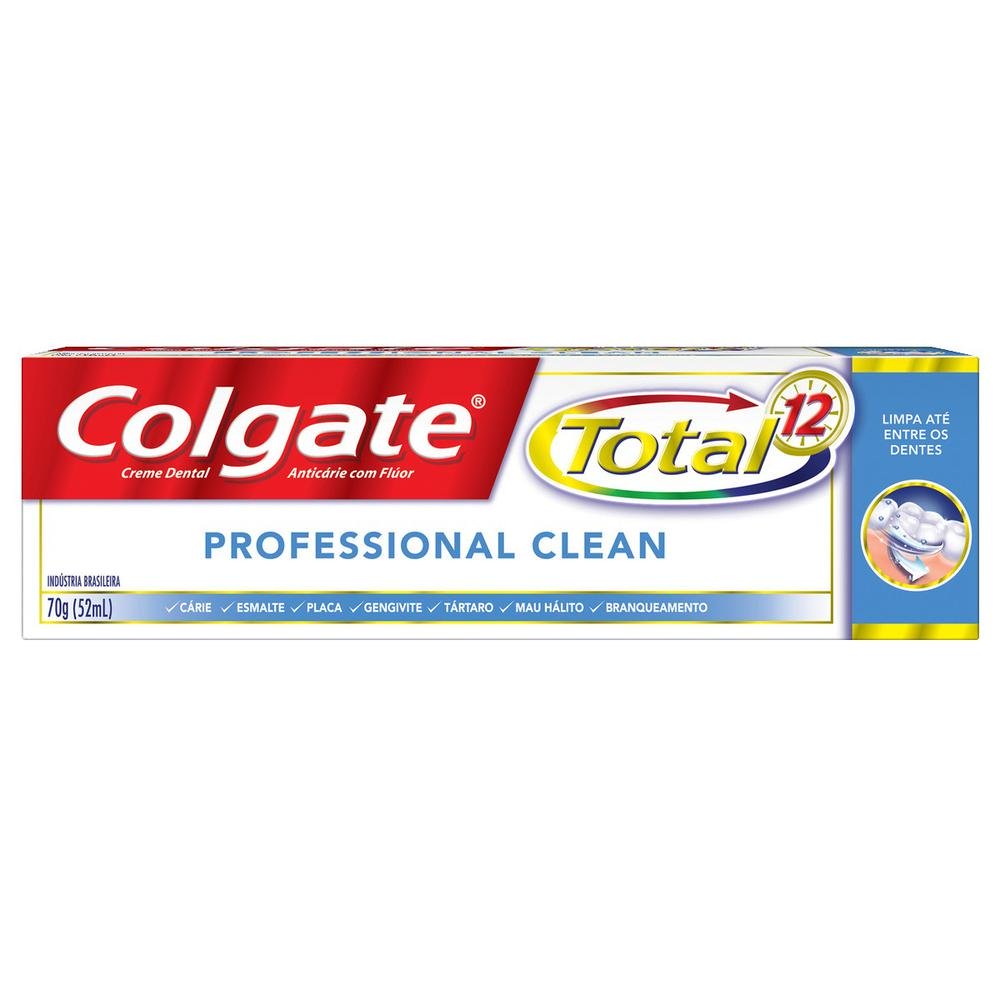 Colgate®
Creme Dental Anticárie com Flúor
Total 12
PROFESSIONAL CLEAN
INDÚSTRIA BRASILEIRA
70g (52mL)
✓ CÁRIE ✓ ESMALTE ✓ PLACA ✓ GENGIVITE ✓ TÁRTARO ✓ MAU HÁLITO ✓ BRANQUEAMENTO
LIMPA ATÉ
ENTRE OS
DENTES